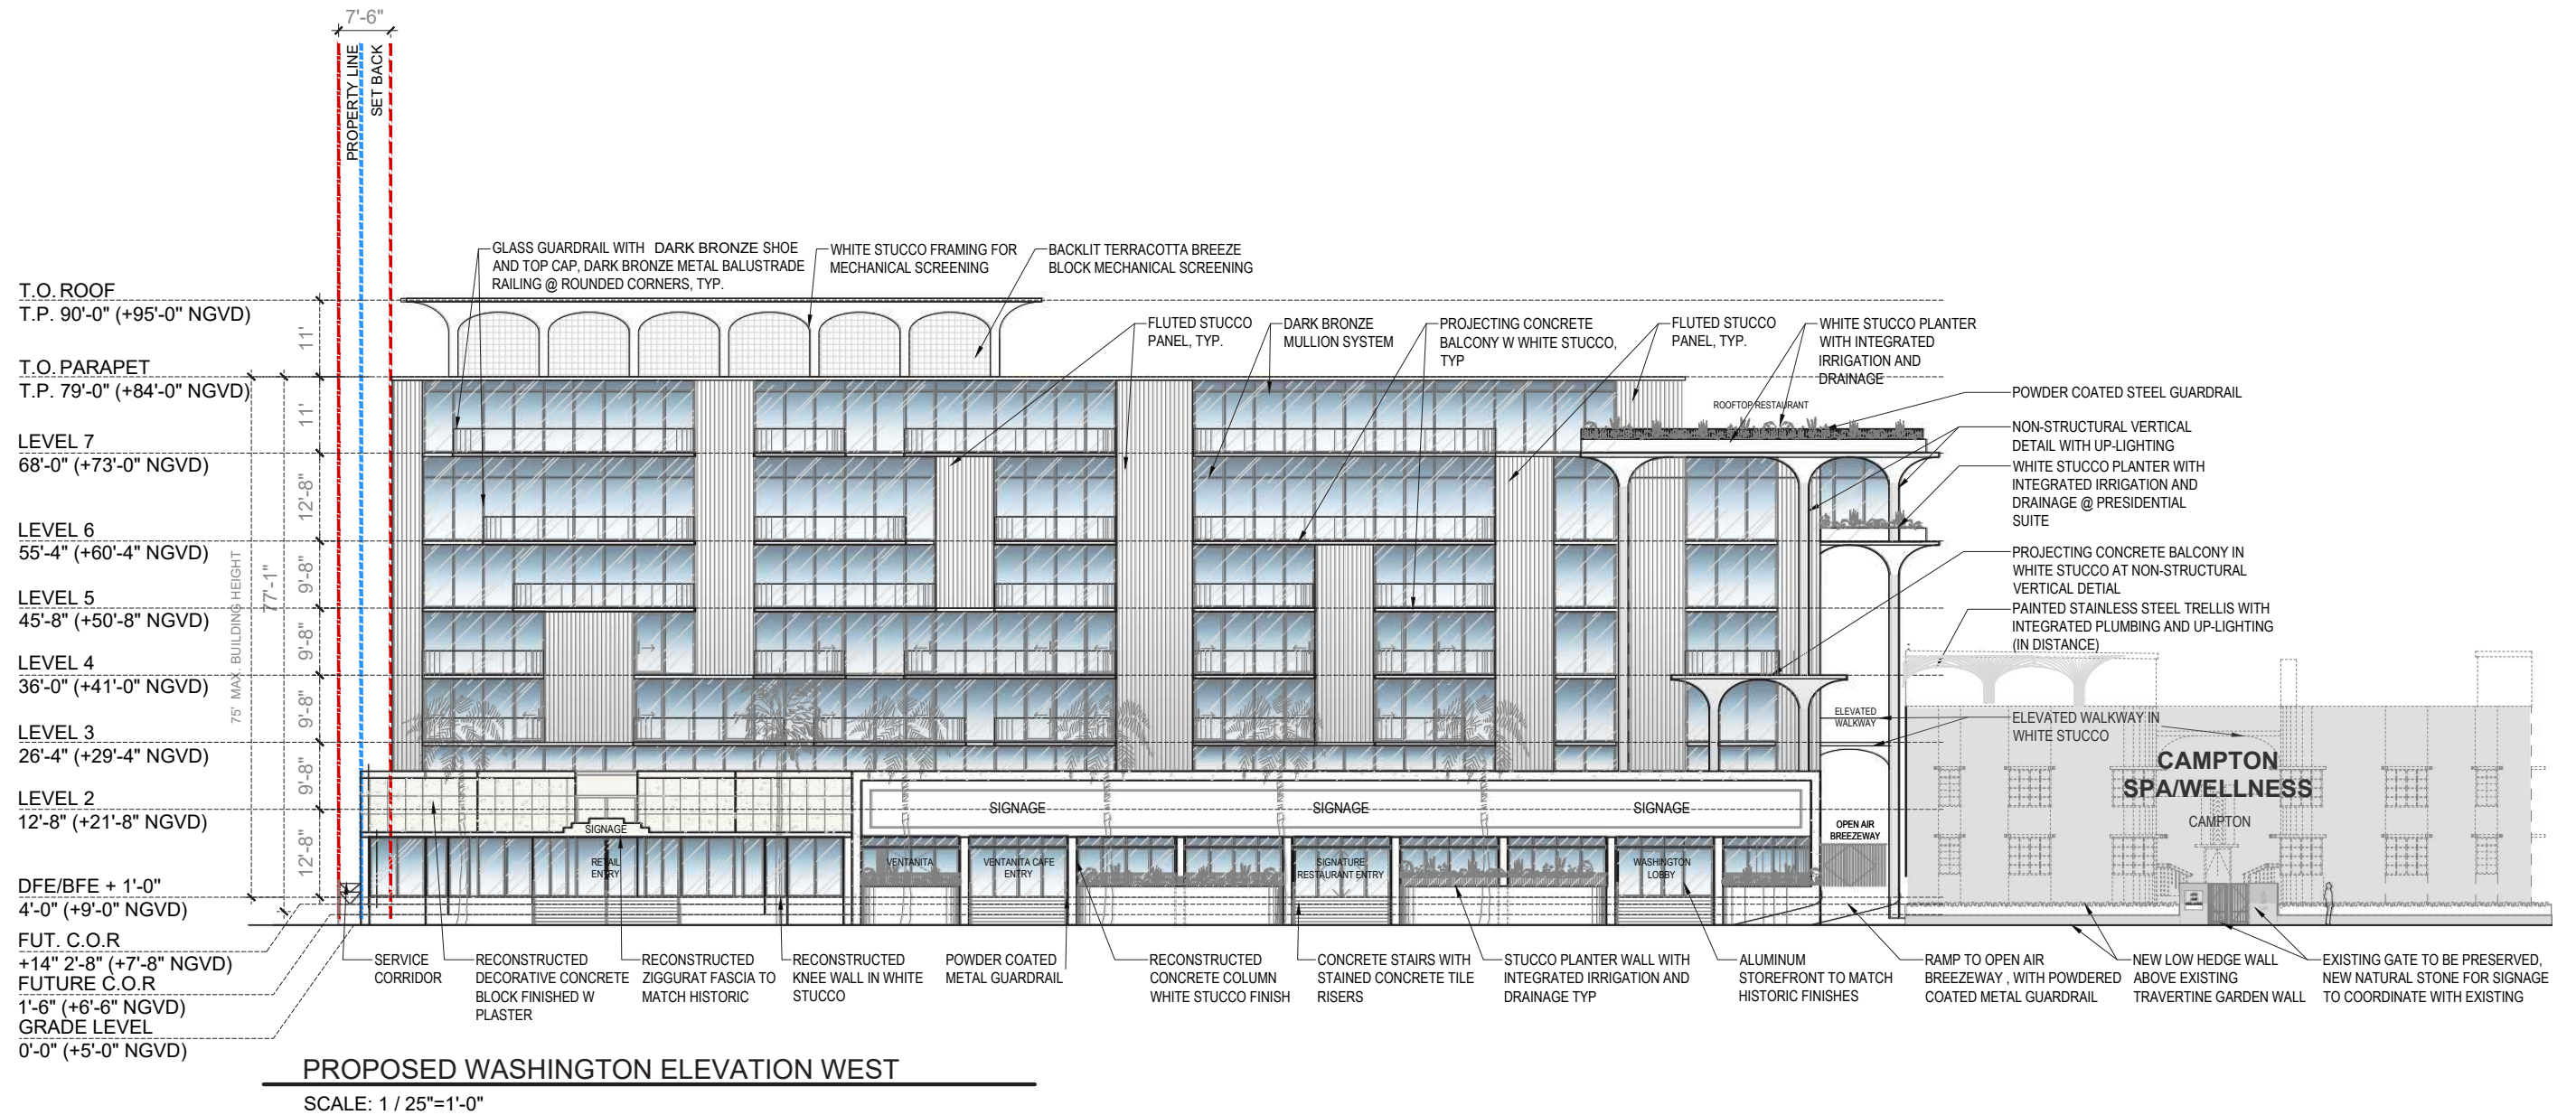 7'-6"
PROPERTY LINE
SET BACK
GLASS GUARDRAIL WITH DARK BRONZE SHOE
AND TOP CAP, DARK BRONZE METAL BALUSTRADE
RAILING @ ROUNDED CORNERS, TYP.
WHITE STUCCO FRAMING FOR
MECHANICAL SCREENING
BACKLIT TERRACOTTA BREEZE
BLOCK MECHANICAL SCREENING
FLUTED STUCCO
PANEL, TYP.
DARK BRONZE
MULLION SYSTEM
PROJECTING CONCRETE
BALCONY W WHITE STUCCO,
TYP
FLUTED STUCCO
PANEL, TYP.
WHITE STUCCO PLANTER
WITH INTEGRATED
IRRIGATION AND
DRAINAGE
ROOFTOP RESTAURANT
POWDER COATED STEEL GUARDRAIL
NON-STRUCTURAL VERTICAL
DETAIL WITH UP-LIGHTING
WHITE STUCCO PLANTER WITH
INTEGRATED IRRIGATION AND
DRAINAGE @ PRESIDENTIAL
SUITE
PROJECTING CONCRETE BALCONY IN
WHITE STUCCO AT NON-STRUCTURAL
VERTICAL DETIAL
PAINTED STAINLESS STEEL TRELLIS WITH
INTEGRATED PLUMBING AND UP-LIGHTING
(IN DISTANCE)
ELEVATED
WALKWAY
ELEVATED WALKWAY IN
WHITE STUCCO
CAMPTON
SPA/WELLNESS
CAMPTON
OPEN AIR
BREEZEWAY
T.O. ROOF
T.P. 90'-0" (+95'-0" NGVD)
11'
T.O. PARAPET
T.P. 79'-0" (+84'-0" NGVD)
11'
LEVEL 7
68'-0" (+73'-0" NGVD)
12'-8"
LEVEL 6
55'-4" (+60'-4" NGVD)
9'-8"
LEVEL 5
45'-8" (+50'-8" NGVD)
9'-8"
LEVEL 4
36'-0" (+41'-0" NGVD)
9'-8"
LEVEL 3
26'-4" (+29'-4" NGVD)
9'-8"
LEVEL 2
12'-8" (+21'-8" NGVD)
12'-8"
DFE/BFE + 1'-0"
4'-0" (+9'-0" NGVD)
FUT. C.O.R
+14" 2'-8" (+7'-8" NGVD)
FUTURE C.O.R
1'-6" (+6'-6" NGVD)
GRADE LEVEL
0'-0" (+5'-0" NGVD)
75' MAX. BUILDING HEIGHT
77'-1"
SIGNAGE
SIGNAGE
SIGNAGE
SIGNAGE
RETAIL
ENTRY
VENTANITA
VENTANITA CAFE
ENTRY
SIGNATURE
RESTAURANT ENTRY
WASHINGTON
LOBBY
SERVICE
CORRIDOR
RECONSTRUCTED
DECORATIVE CONCRETE
BLOCK FINISHED W
PLASTER
RECONSTRUCTED
ZIGGURAT FASCIA TO
MATCH HISTORIC
RECONSTRUCTED
KNEE WALL IN WHITE
STUCCO
POWDER COATED
METAL GUARDRAIL
RECONSTRUCTED
CONCRETE COLUMN
WHITE STUCCO FINISH
CONCRETE STAIRS WITH
STAINED CONCRETE TILE
RISERS
STUCCO PLANTER WALL WITH
INTEGRATED IRRIGATION AND
DRAINAGE TYP
ALUMINUM
STOREFRONT TO MATCH
HISTORIC FINISHES
RAMP TO OPEN AIR
BREEZEWAY , WITH POWDERED
COATED METAL GUARDRAIL
NEW LOW HEDGE WALL
ABOVE EXISTING
TRAVERTINE GARDEN WALL
EXISTING GATE TO BE PRESERVED,
NEW NATURAL STONE FOR SIGNAGE
TO COORDINATE WITH EXISTING
PROPOSED WASHINGTON ELEVATION WEST
SCALE: 1 / 25"=1'-0"